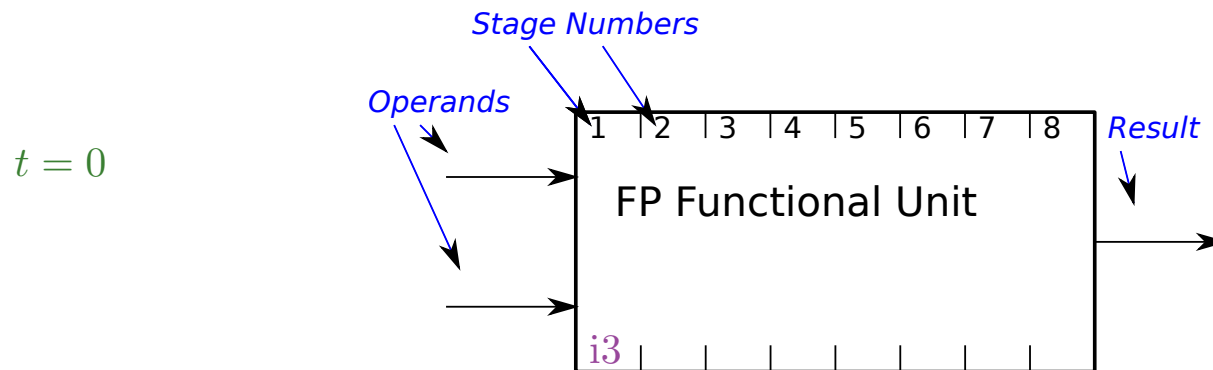 Stage Numbers
Operands
1 2 3 4 5 6 7 8
Result
t = 0
FP Functional Unit
i3